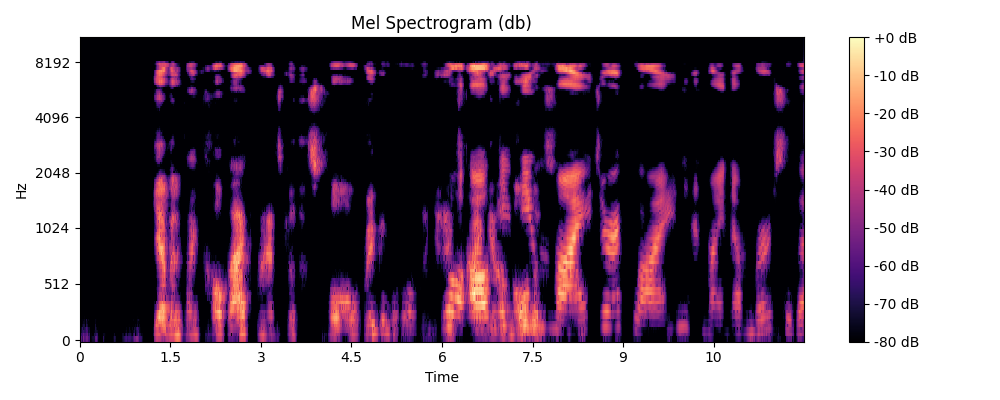 Mel Spectrogram (db)
8192
4096
2048
1024
512
0
Hz
0 1.5 3 4.5 6 7.5 9 10
Time
+0 dB
-10 dB
-20 dB
-30 dB
-40 dB
-50 dB
-60 dB
-70 dB
-80 dB